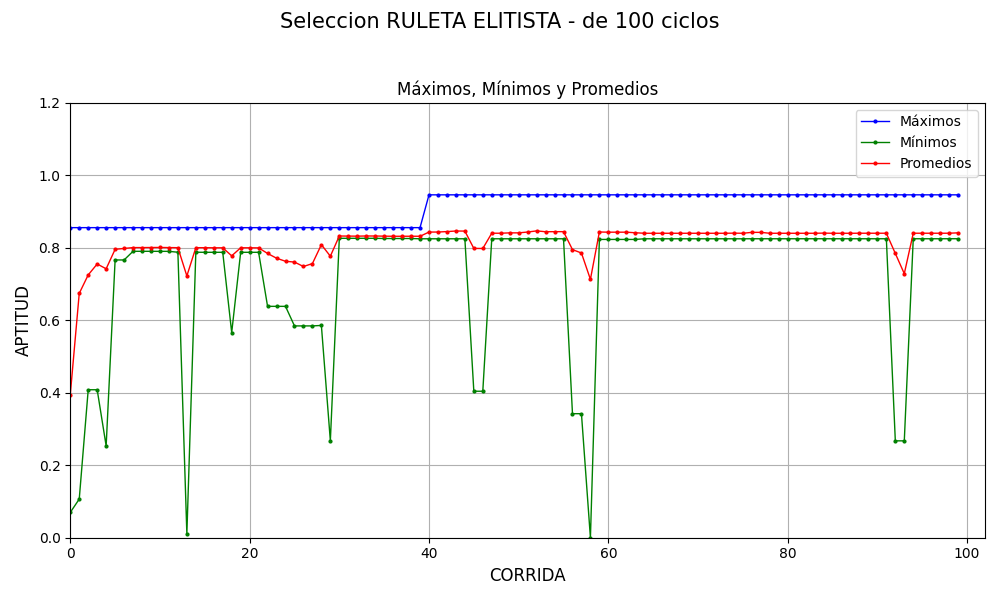 Seleccion RULETA ELITISTA - de 100 ciclos
Máximos, Mínimos y Promedios
1.2
1.0
0.8
0.6
0.4
0.2
0.0
APTITUD
Máximos
Mínimos
Promedios
0 20 40 60 80 100
CORRIDA